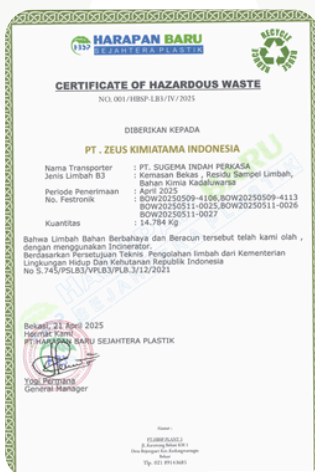 HARAPAN BARU
SEJAHTERA PLASTIK
RECYCLE
CERTIFICATE OF HAZARDOUS WASTE
NO. 001/HBSP-LB3/IV/2025
DIBERIKAN KEPADA
PT . ZEUS KIMIATAMA INDONESIA
Nama Transporter : PT. SUGEMA INDAH PERKASA
Jenis Limbah B3 : Kemasan Bekas , Residu Sampel Limbah,
Bahan Kimia Kadaluwarsa
Periode Penerimaan : April 2025
No. Festronik : BOW20250509-4106,BOW20250509-4113
BOW20250511-0025,BOW20250511-0026
BOW20250511-0027
Kuantitas : 14.784 Kg
Bahwa Limbah Bahan Berbahaya dan Beracun tersebut telah kami olah ,
dengan menggunakan Incinerator.
Berdasarkan Persetujuan Teknis Pengolahan limbah dari Kementerian
Lingkungan Hidup Dan Kehutanan Republik Indonesia
No S.745/PSLB3/VPLB3/PLB.3/12/2021
Bekasi, 21 April 2025
Hormat Kami
PT.HARAPAN BARU SEJAHTERA PLASTIK
Yogi Permana
General Manager